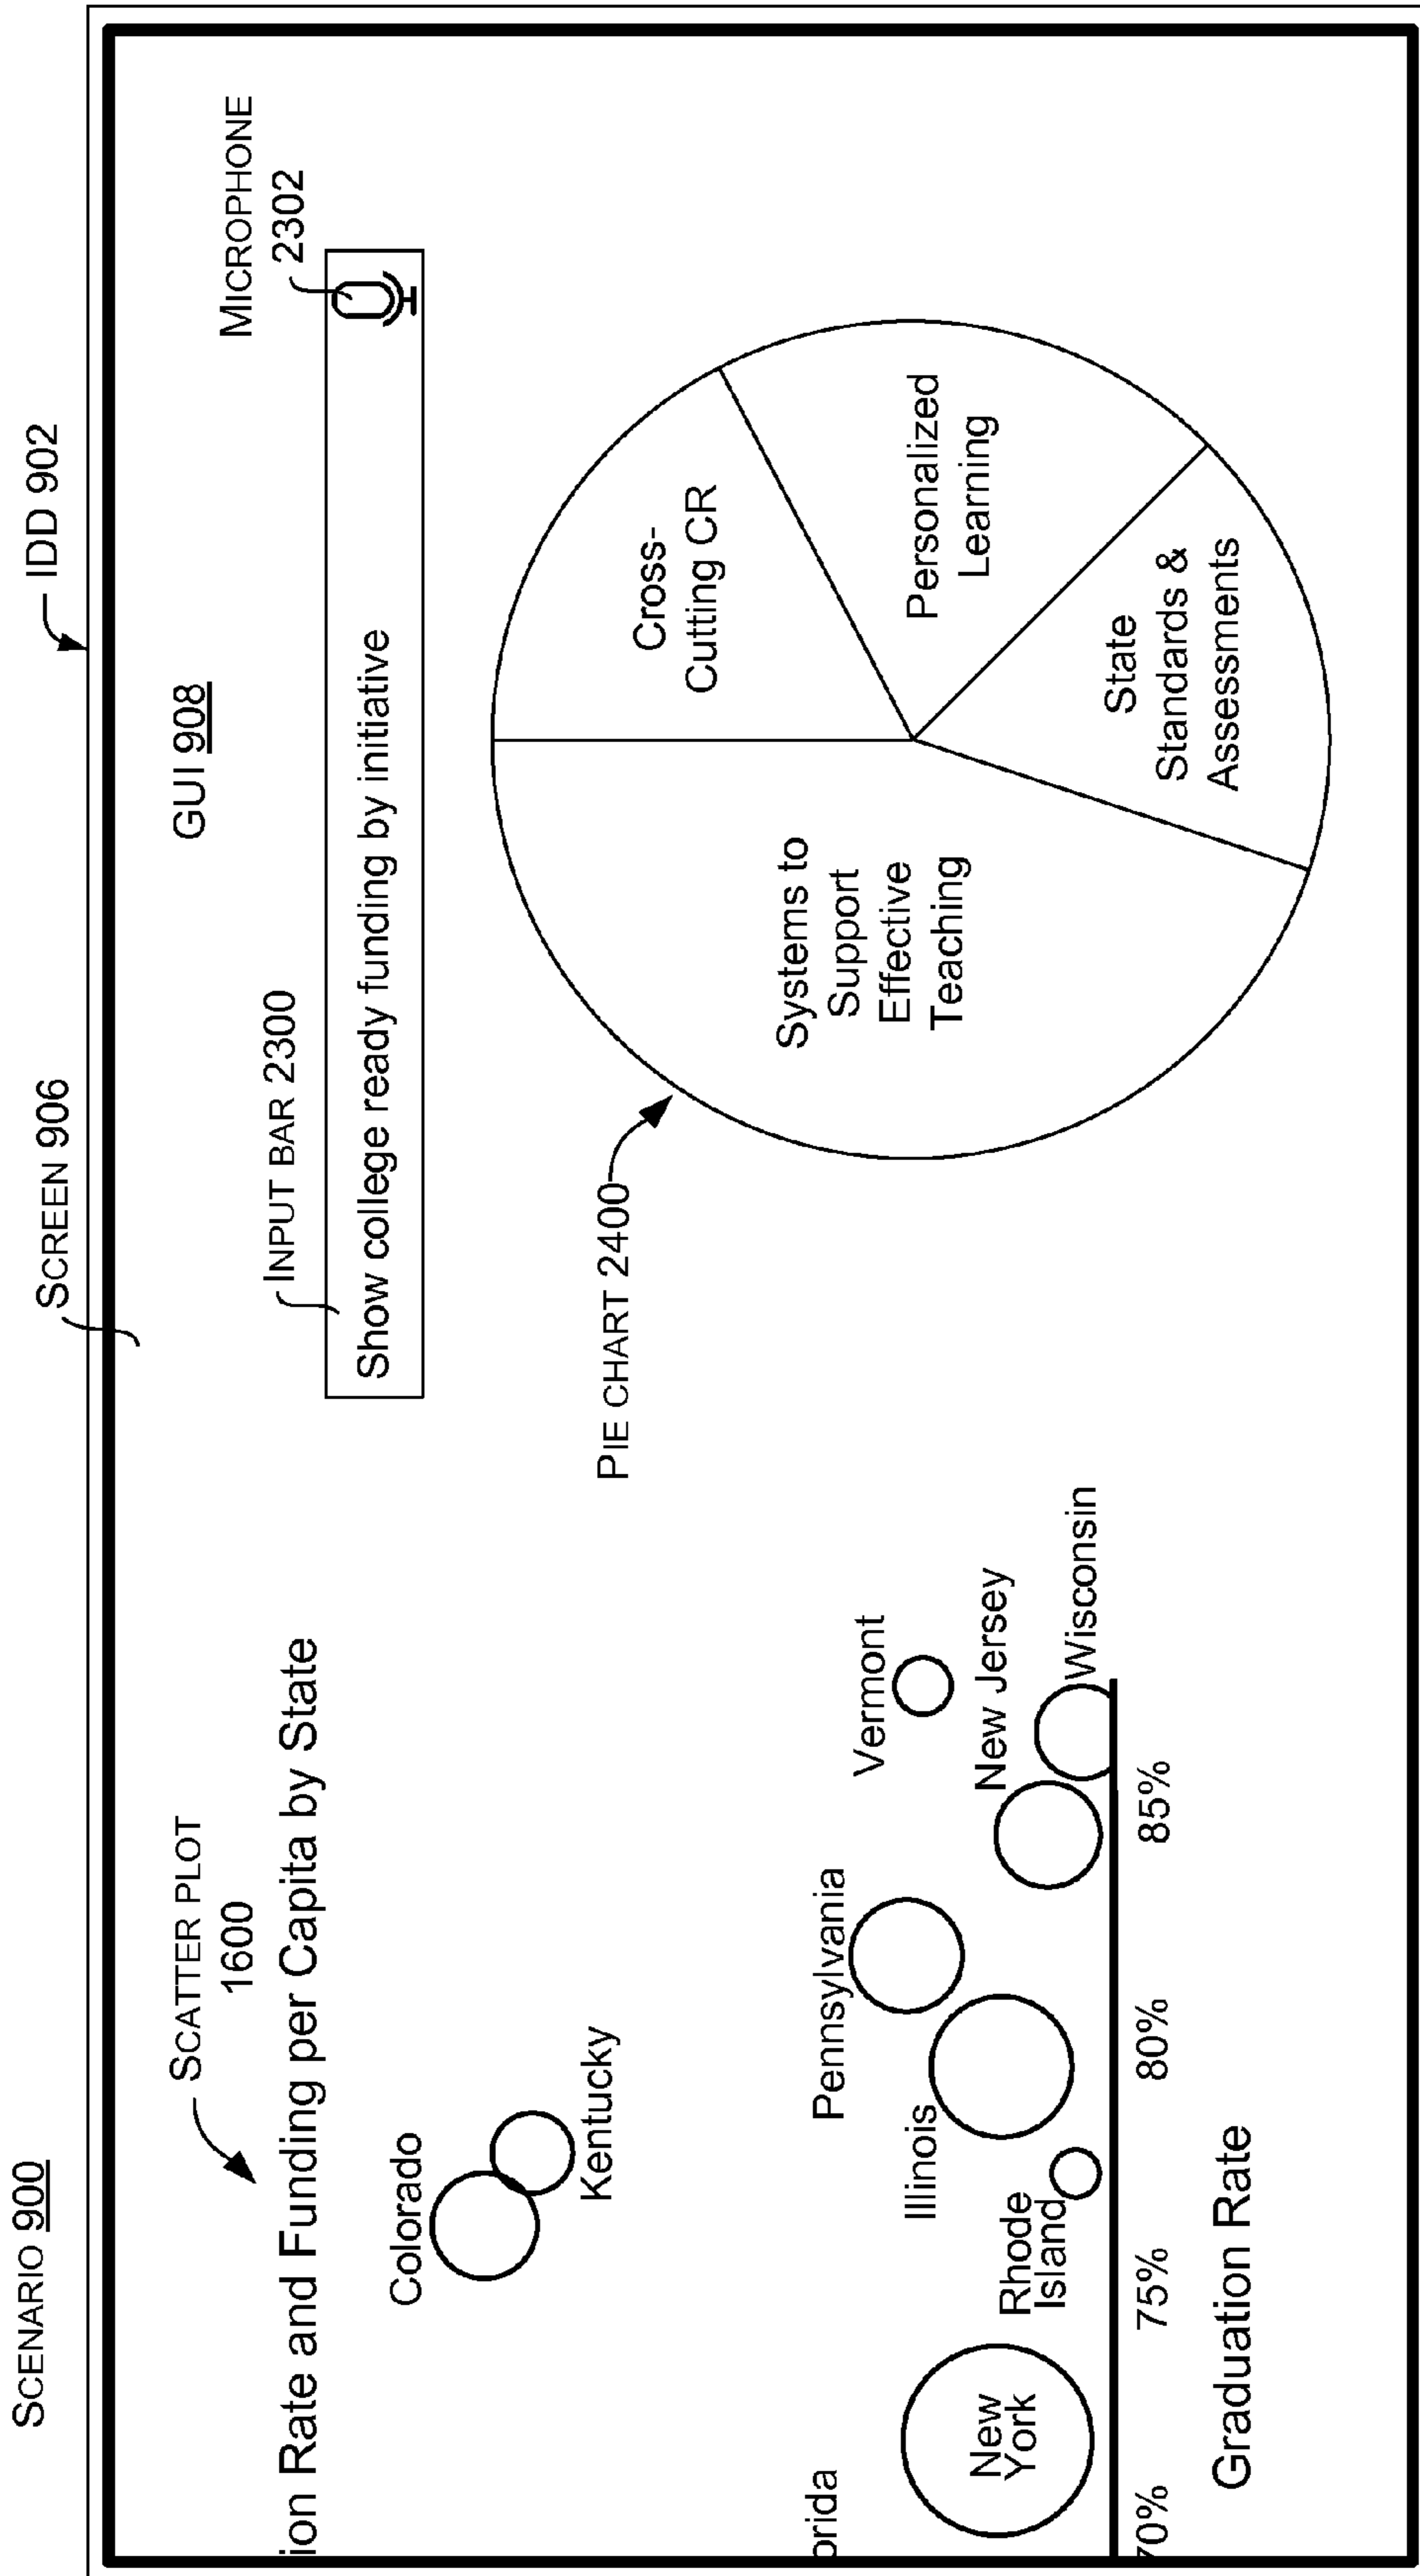 SCENARIO 900
SCREEN 906
IDD 902
SCATTER PLOT
1600
GUI 908
ion Rate and Funding per Capita by State
INPUT BAR 2300
MICROPHONE
2302
Show college ready funding by initiative
Colorado
Kentucky
PIE CHART 2400
Cross-
Cutting CR
Personalized
Learning
State
Standards &
Assessments
Systems to
Support
Effective
Teaching
orida
New
York
Rhode
Island
Illinois
Pennsylvania
Vermont
New Jersey
Wisconsin
70%
75%
80%
85%
Graduation Rate